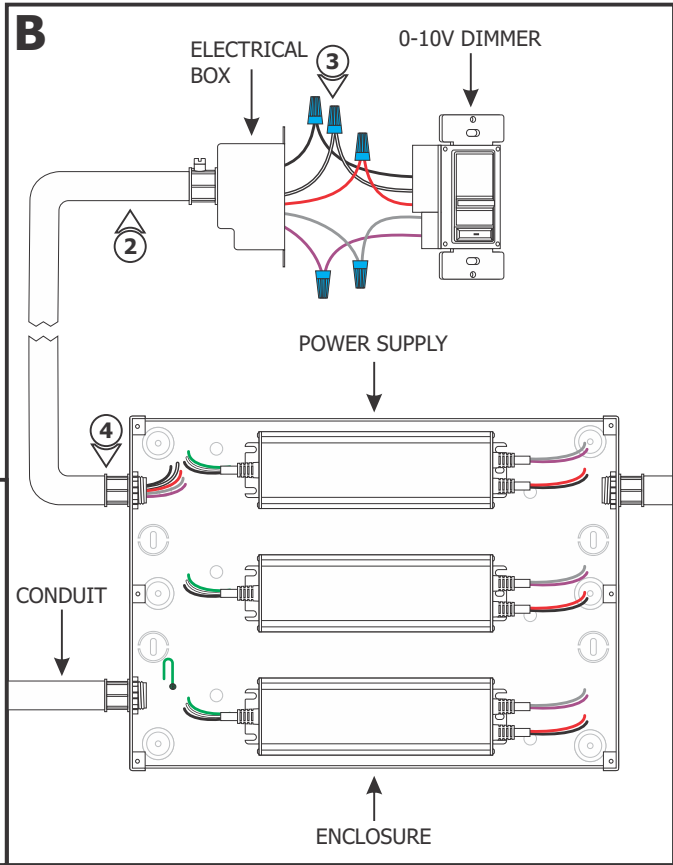 B
ELECTRICAL
BOX
3
0-10V DIMMER
2
POWER SUPPLY
4
CONDUIT
ENCLOSURE